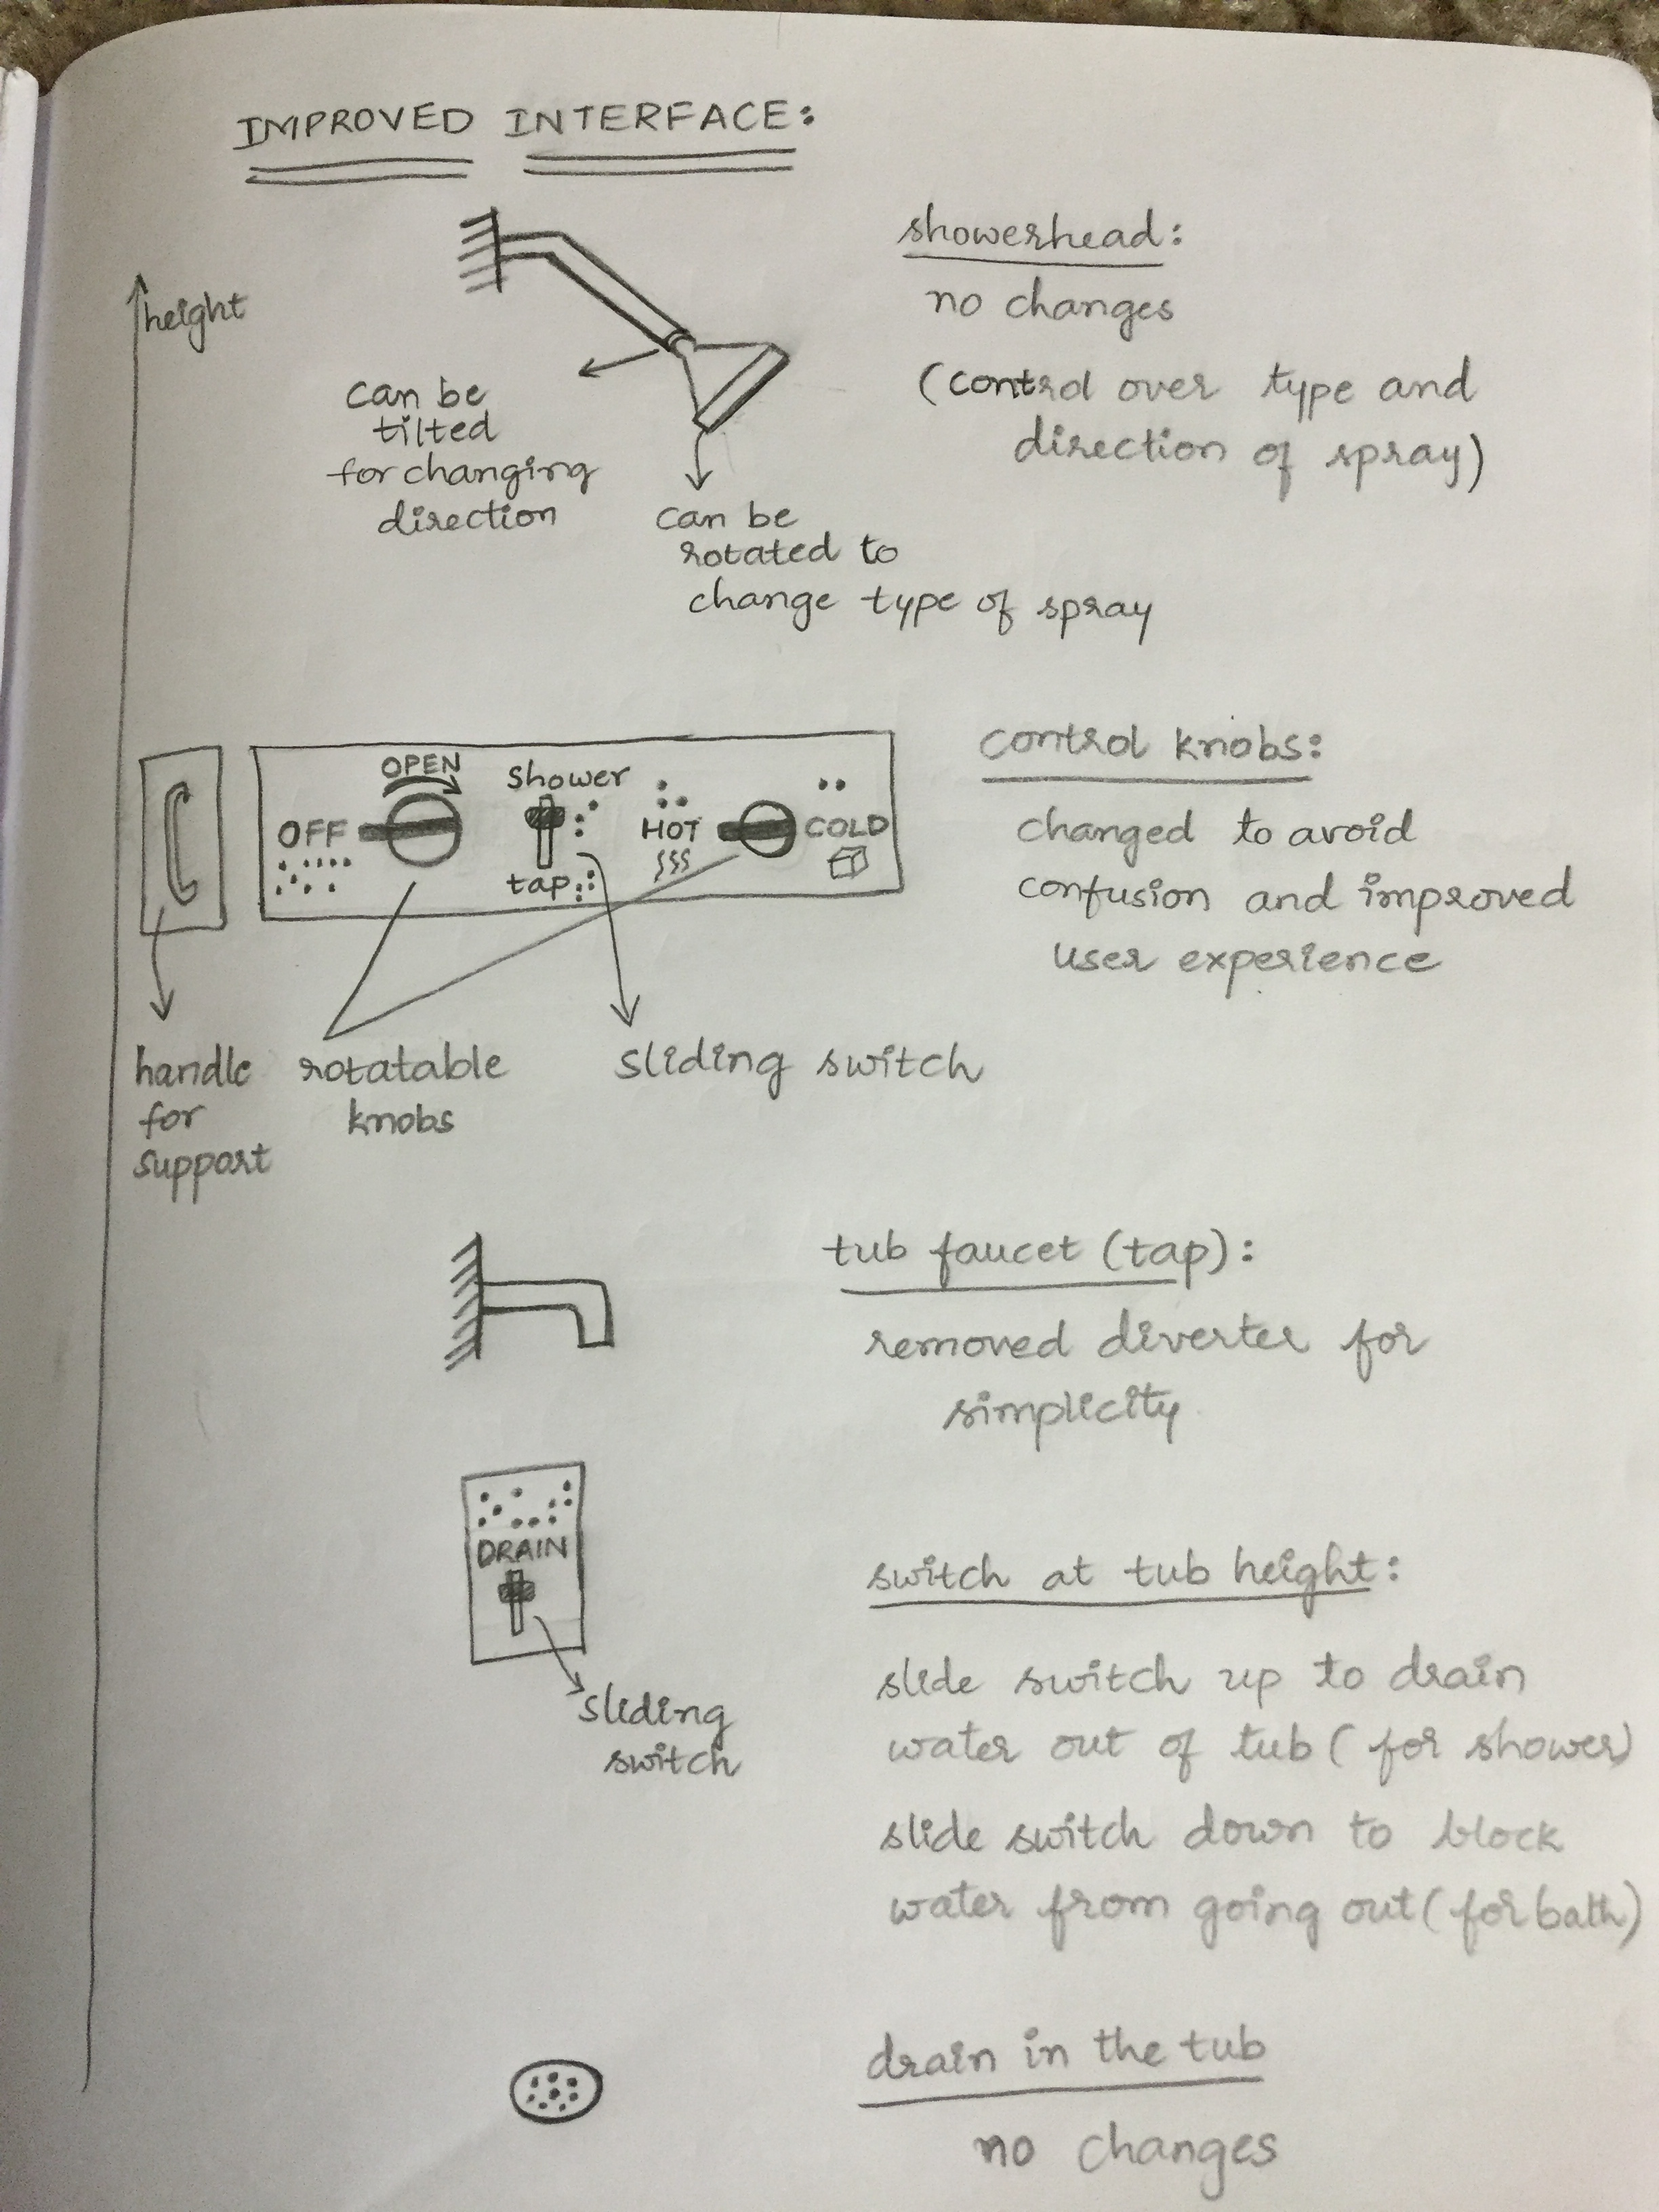 IMPROVED INTERFACE:
height
showerhead:
no changes
(control over type and
direction of spray)
can be
tilted
for changing
direction
can be
rotated to
change type of spray
OPEN
OFF
shower
tap
HOT
COLD
control knobs:
changed to avoid
confusion and improved
user experience
handle
for
support
rotatable
knobs
sliding switch
tub faucet (tap):
removed diverter for
simplicity
DRAIN
sliding
switch
switch at tub height:
slide switch up to drain
water out of tub (for shower)
slide switch down to block
water from going out (for bath)
drain in the tub
no changes